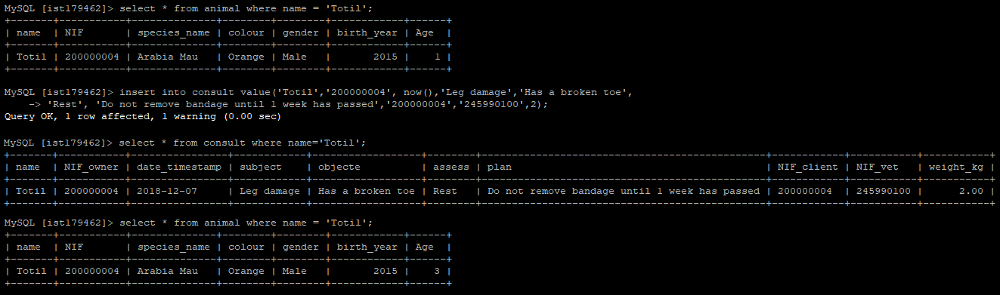 MySQL [ist179462]> select * from animal where name = 'Totil';
+-------+-----------+--------------+--------+--------+------------+------+
| name  | NIF       | species_name | colour | gender | birth_year | Age  |
+-------+-----------+--------------+--------+--------+------------+------+
| Totil | 200000004 | Arabia Mau   | Orange | Male   |       2015 |    1 |
+-------+-----------+--------------+--------+--------+------------+------+
MySQL [ist179462]> insert into consult value('Totil','200000004', now(),'Leg damage','Has a broken toe',
    -> 'Rest', 'Do not remove bandage until 1 week has passed','200000004','245990100',2);
Query OK, 1 row affected, 1 warning (0.00 sec)
MySQL [ist179462]> select * from consult where name='Totil';
+-------+-----------+----------------+------------+------------------+--------+-----------------------------------------------+------------+-----------+-----------+
| name  | NIF_owner | date_timestamp | subject    | objecte          | assess | plan                                          | NIF_client | NIF_vet   | weight_kg |
+-------+-----------+----------------+------------+------------------+--------+-----------------------------------------------+------------+-----------+-----------+
| Totil | 200000004 | 2018-12-07     | Leg damage | Has a broken toe | Rest   | Do not remove bandage until 1 week has passed | 200000004  | 245990100 |      2.00 |
+-------+-----------+----------------+------------+------------------+--------+-----------------------------------------------+------------+-----------+-----------+
MySQL [ist179462]> select * from animal where name = 'Totil';
+-------+-----------+--------------+--------+--------+------------+------+
| name  | NIF       | species_name | colour | gender | birth_year | Age  |
+-------+-----------+--------------+--------+--------+------------+------+
| Totil | 200000004 | Arabia Mau   | Orange | Male   |       2015 |    3 |
+-------+-----------+--------------+--------+--------+------------+------+